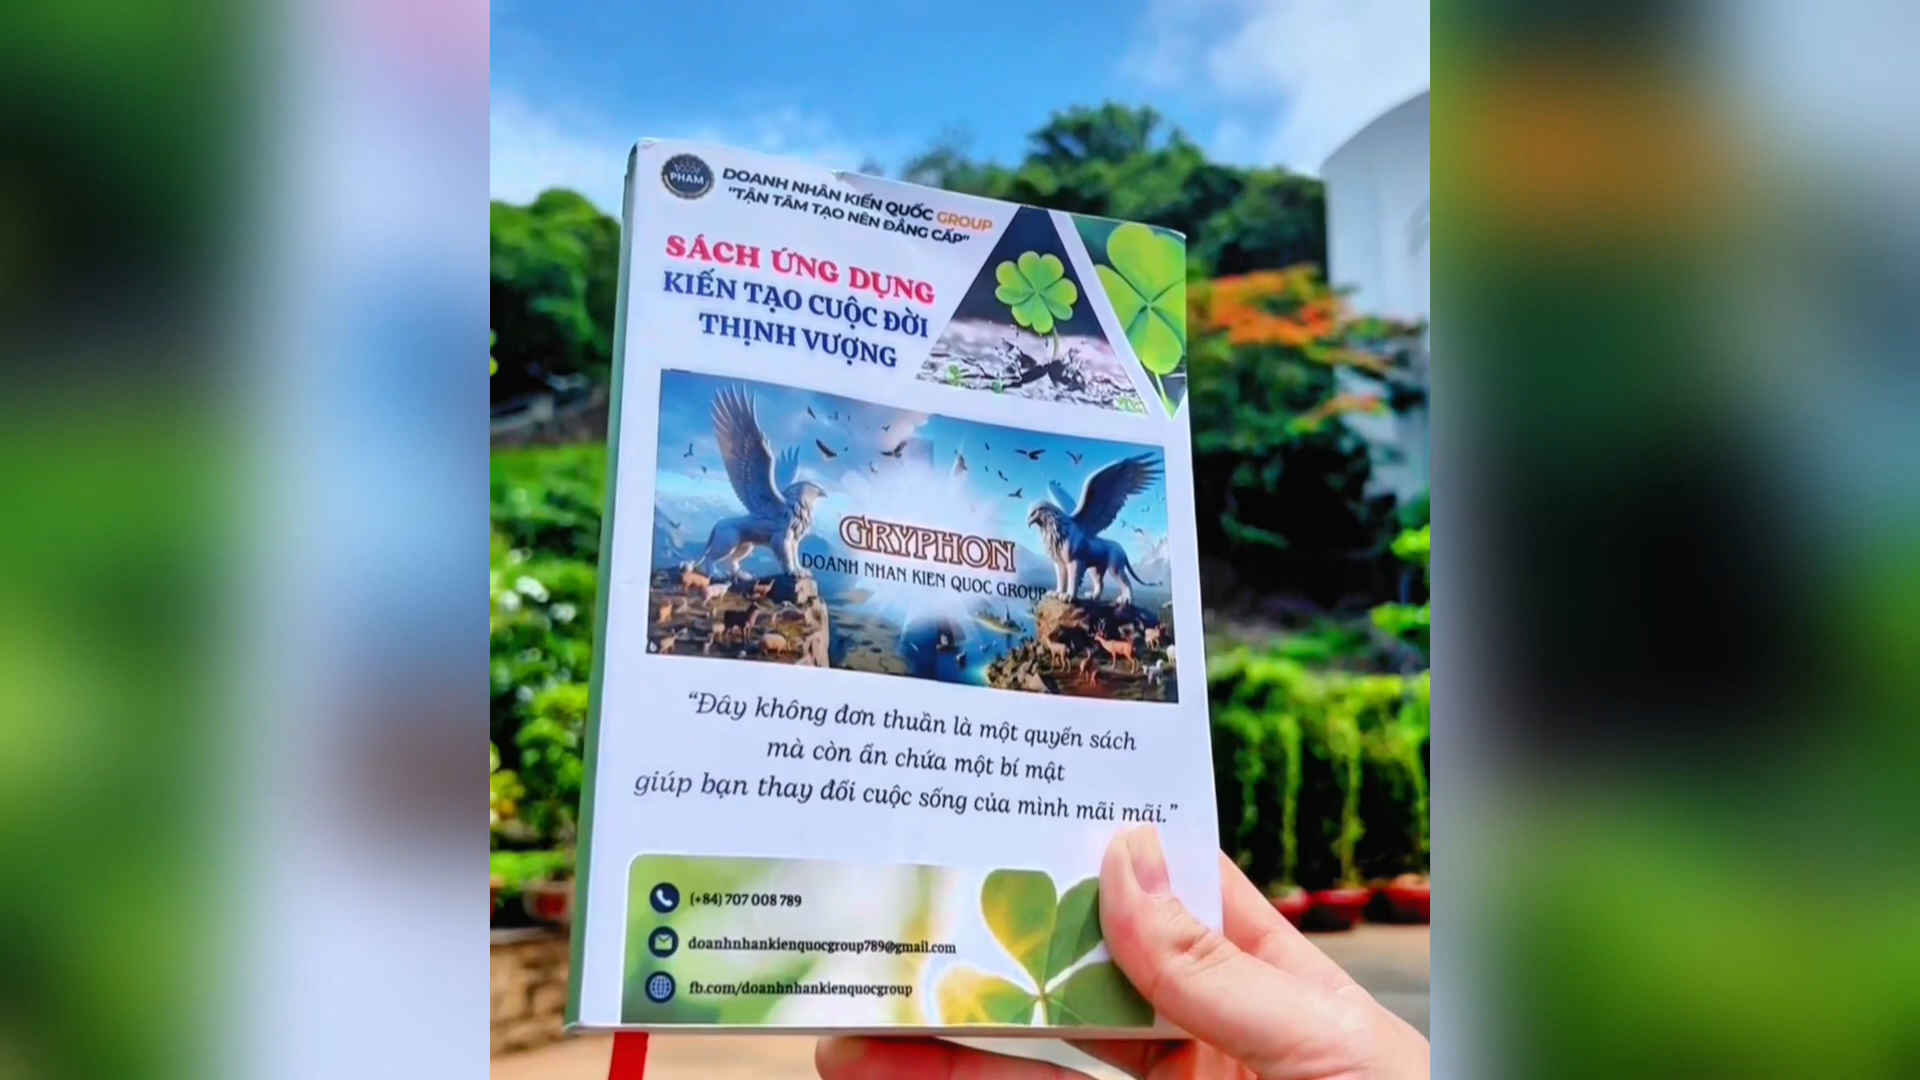 PHAM
DOANH NHÂN KIẾN QUỐC GROUP
"TẬN TÂM TẠO NÊN ĐẲNG CẤP"
SÁCH ỨNG DỤNG
KIẾN TẠO CUỘC ĐỜI
THỊNH VƯỢNG
GRYPHON
DOANH NHAN KIEN QUOC GROUP
“Đây không đơn thuần là một quyển sách
mà còn ẩn chứa một bí mật
giúp bạn thay đổi cuộc sống của mình mãi mãi.”
(+84) 707 008 789
doanhnhankienquocgroup789@gmail.com
fb.com/doanhnhankienquocgroup